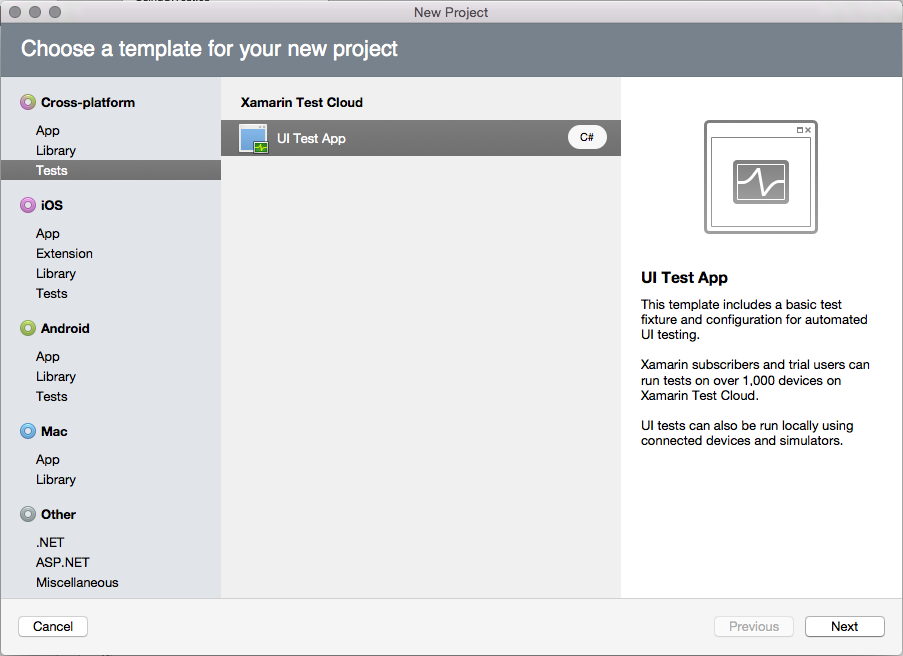 New Project
Choose a template for your new project
Cross-platform
App
Library
Tests
iOS
App
Extension
Library
Tests
Android
App
Library
Tests
Mac
App
Library
Other
.NET
ASP.NET
Miscellaneous
Xamarin Test Cloud
UI Test App
C#
UI Test App
This template includes a basic test
fixture and configuration for automated
UI testing.
Xamarin subscribers and trial users can
run tests on over 1,000 devices on
Xamarin Test Cloud.
UI tests can also be run locally using
connected devices and simulators.
Cancel
Previous
Next